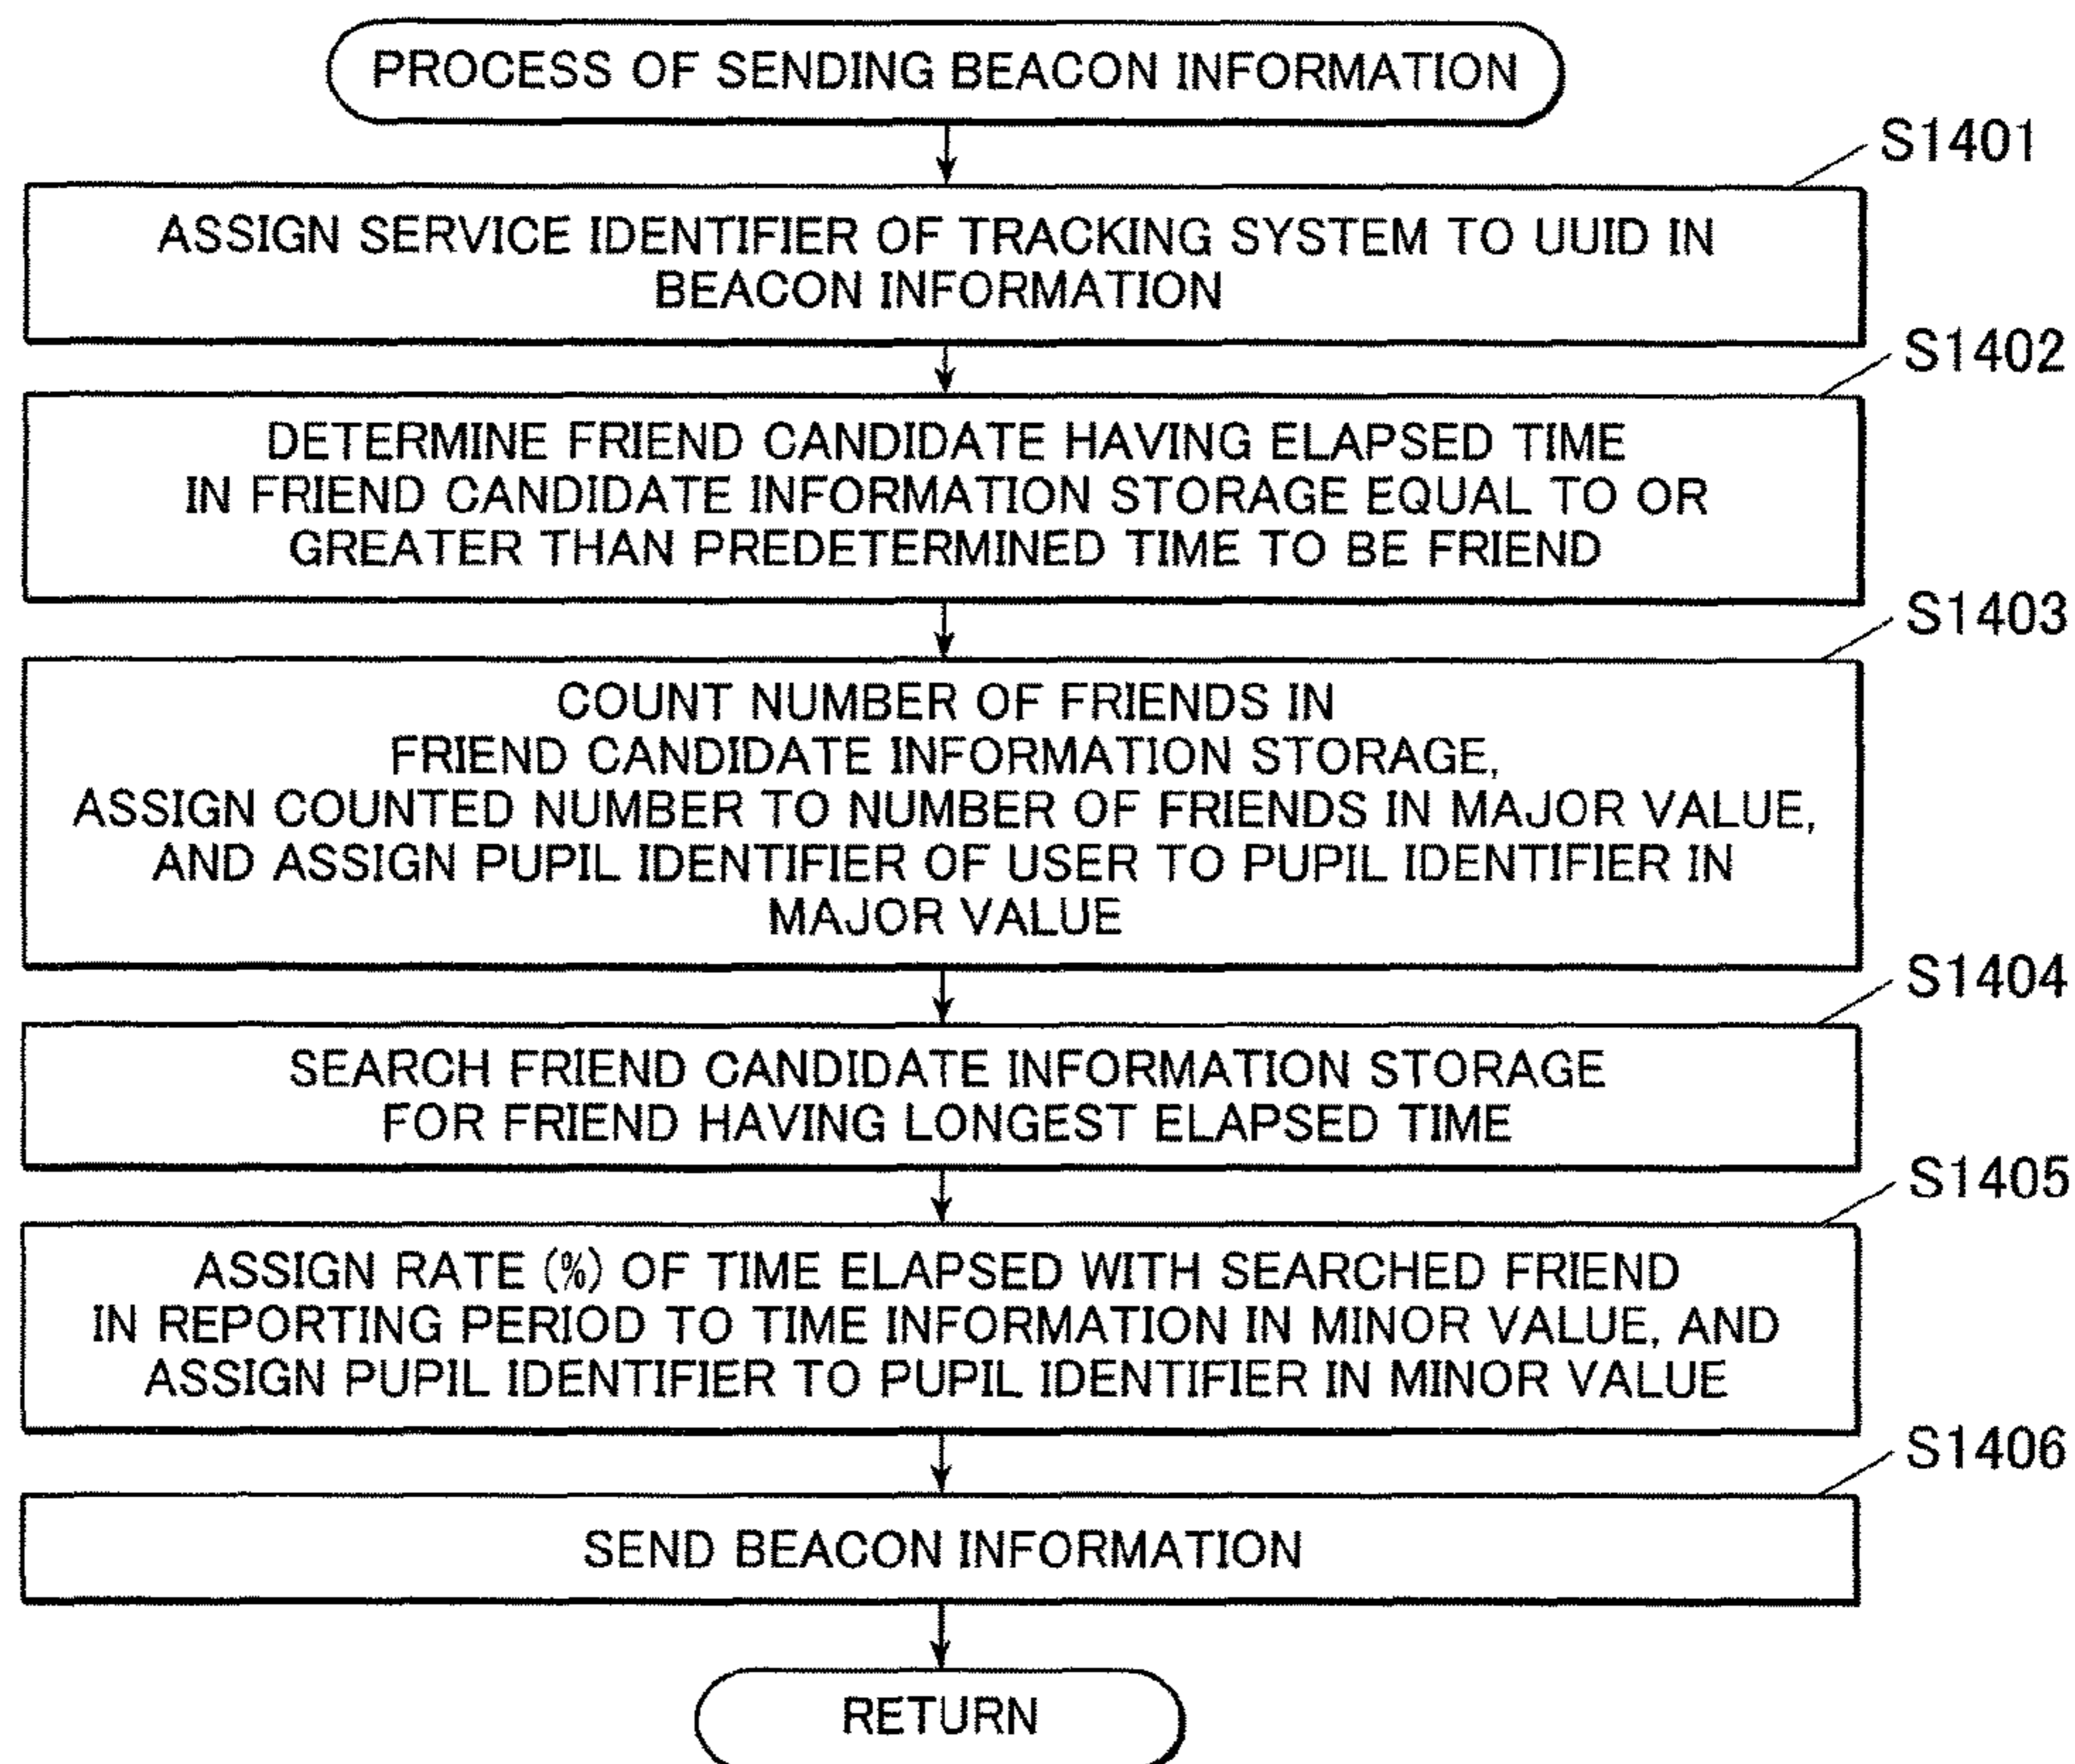 PROCESS OF SENDING BEACON INFORMATION
S1401
ASSIGN SERVICE IDENTIFIER OF TRACKING SYSTEM TO UUID IN
BEACON INFORMATION
S1402
DETERMINE FRIEND CANDIDATE HAVING ELAPSED TIME
IN FRIEND CANDIDATE INFORMATION STORAGE EQUAL TO OR
GREATER THAN PREDETERMINED TIME TO BE FRIEND
S1403
COUNT NUMBER OF FRIENDS IN
FRIEND CANDIDATE INFORMATION STORAGE,
ASSIGN COUNTED NUMBER TO NUMBER OF FRIENDS IN MAJOR VALUE,
AND ASSIGN PUPIL IDENTIFIER OF USER TO PUPIL IDENTIFIER IN
MAJOR VALUE
S1404
SEARCH FRIEND CANDIDATE INFORMATION STORAGE
FOR FRIEND HAVING LONGEST ELAPSED TIME
S1405
ASSIGN RATE (%) OF TIME ELAPSED WITH SEARCHED FRIEND
IN REPORTING PERIOD TO TIME INFORMATION IN MINOR VALUE, AND
ASSIGN PUPIL IDENTIFIER TO PUPIL IDENTIFIER IN MINOR VALUE
S1406
SEND BEACON INFORMATION
RETURN